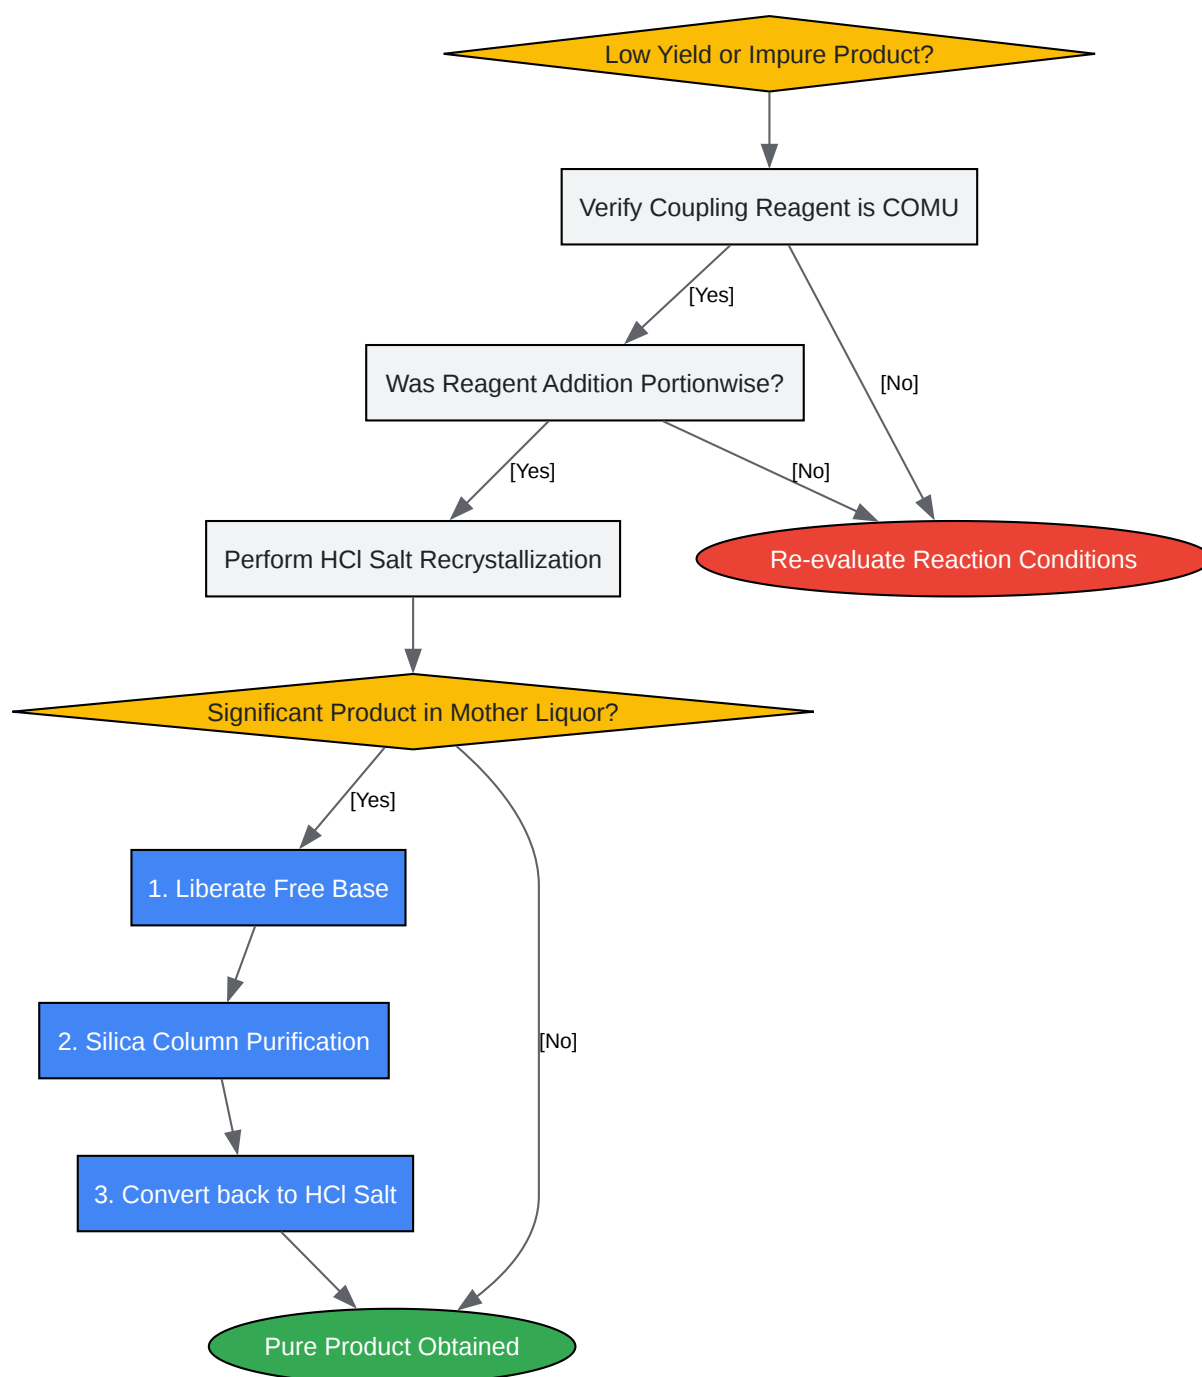 Low Yield or Impure Product?
Verify Coupling Reagent is COMU
[Yes]
Was Reagent Addition Portionwise?
[No]
[Yes]
[No]
Perform HCl Salt Recrystallization
Re-evaluate Reaction Conditions
Significant Product in Mother Liquor?
[Yes]
1. Liberate Free Base
2. Silica Column Purification
[No]
3. Convert back to HCl Salt
Pure Product Obtained